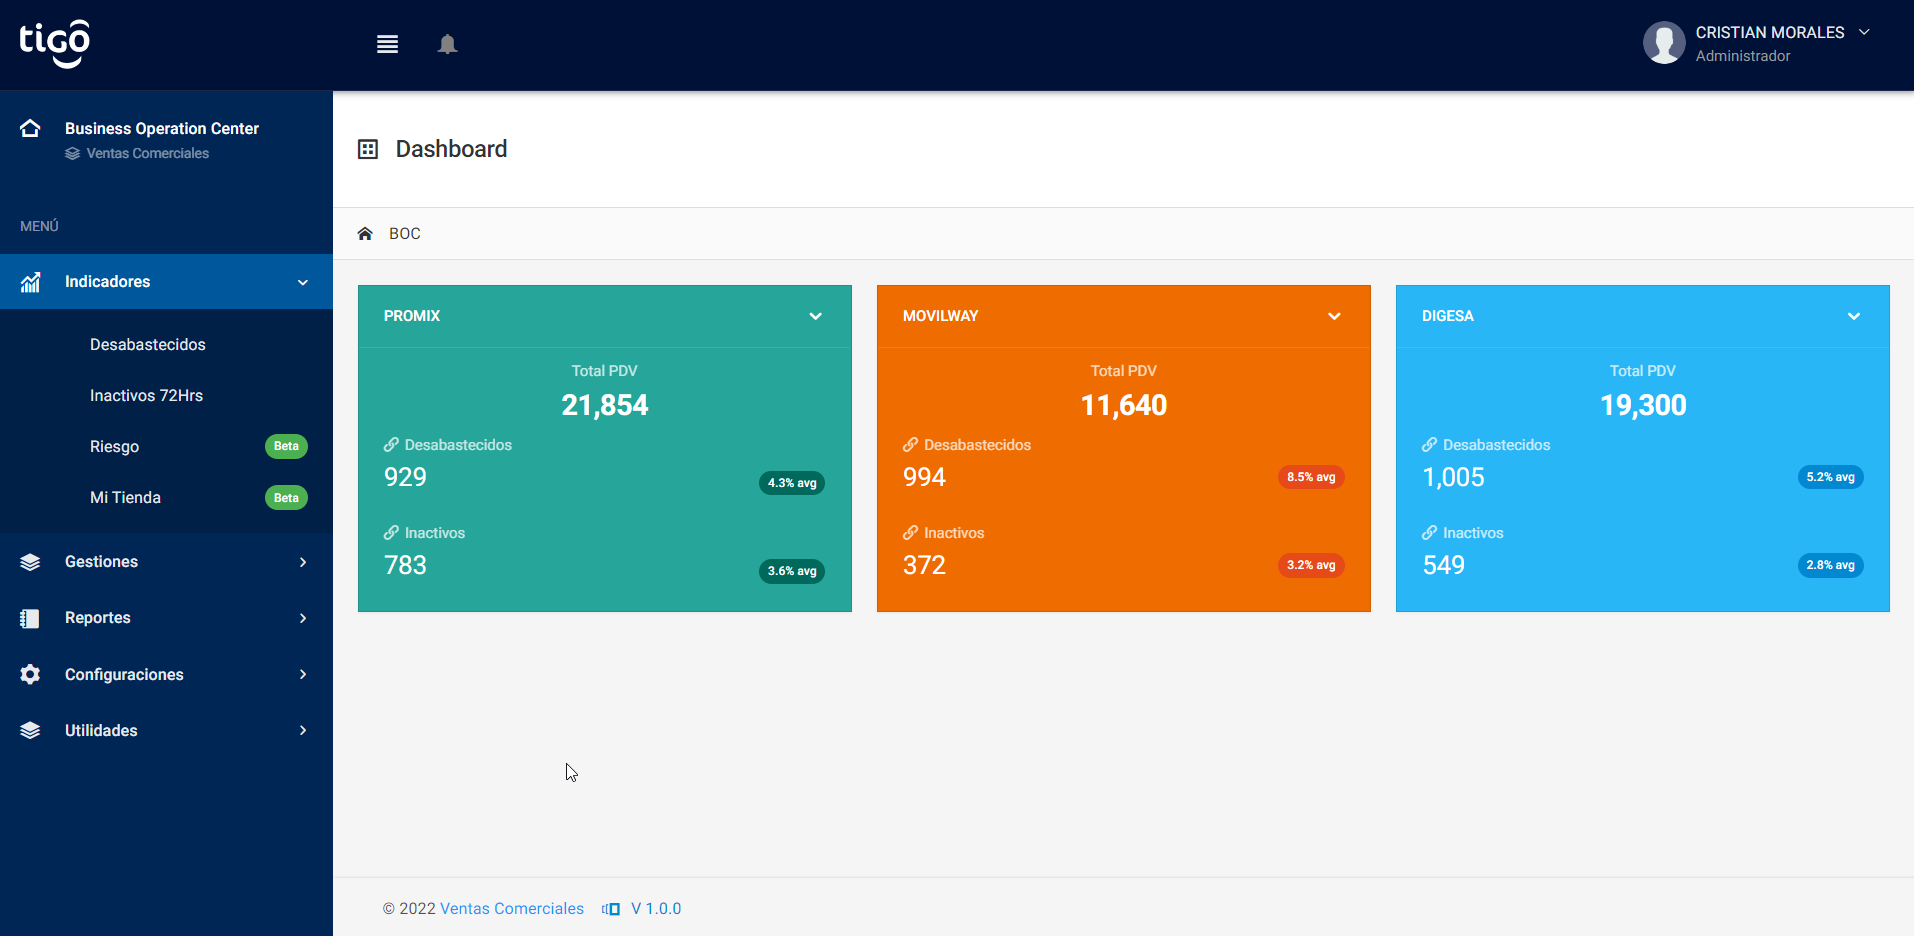 tigo
CRISTIAN MORALES
Administrador
Business Operation Center
Ventas Comerciales
MENÚ
Indicadores
Desabastecidos
Inactivos 72Hrs
Riesgo Beta
Mi Tienda Beta
Gestiones
Reportes
Configuraciones
Utilidades
Dashboard
BOC
PROMIX
Total PDV
21,854
Desabastecidos
929 4.3% avg
Inactivos
783 3.6% avg
MOVILWAY
Total PDV
11,640
Desabastecidos
994 8.5% avg
Inactivos
372 3.2% avg
DIGESA
Total PDV
19,300
Desabastecidos
1,005 5.2% avg
Inactivos
549 2.8% avg
© 2022 Ventas Comerciales V 1.0.0